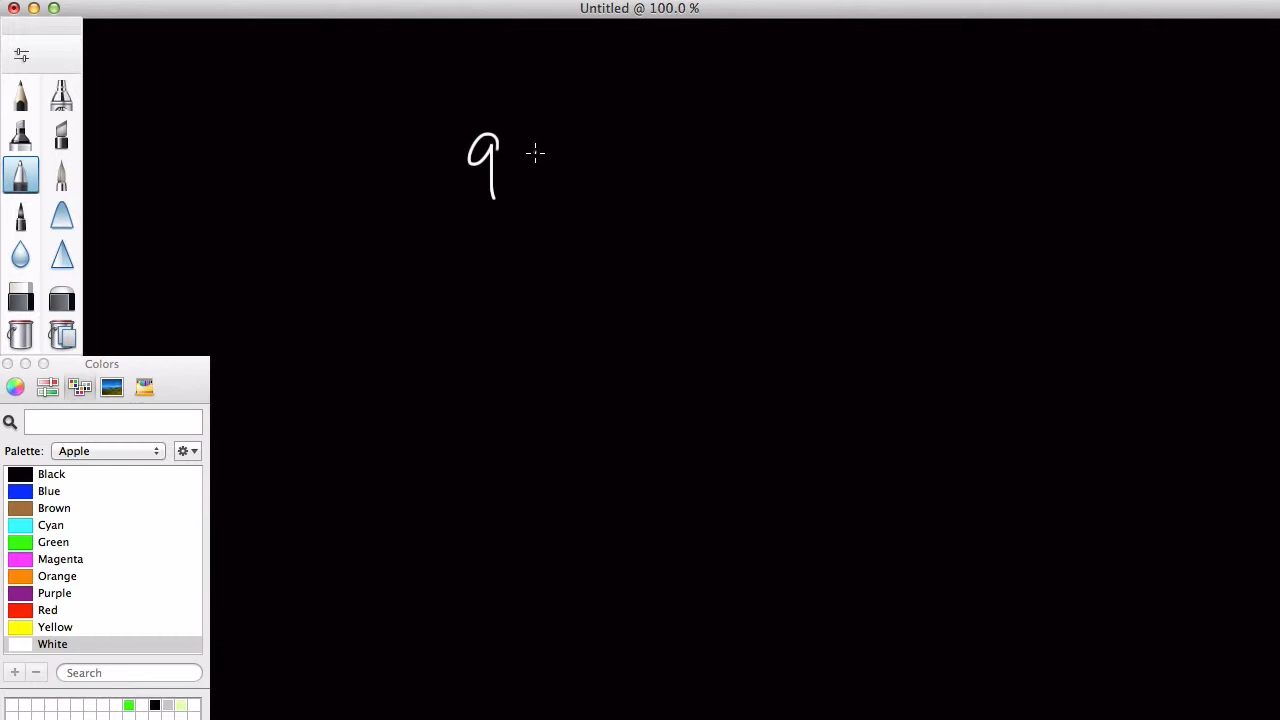 Untitled @ 100.0 %
9
Colors
Palette: Apple
Black
Blue
Brown
Cyan
Green
Magenta
Orange
Purple
Red
Yellow
White
+ − Search